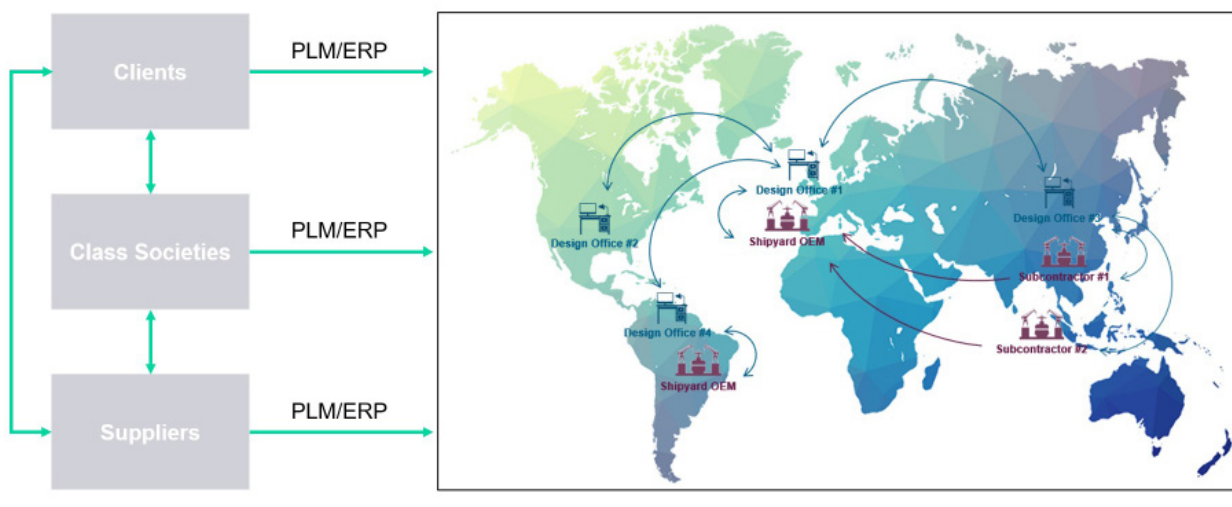 Clients
PLM/ERP
Class Societies
PLM/ERP
Suppliers
PLM/ERP
Design Office #1
Design Office #2
Shipyard OEM
Design Office #3
Subcontractor #1
Design Office #4
Subcontractor #2
Shipyard OEM